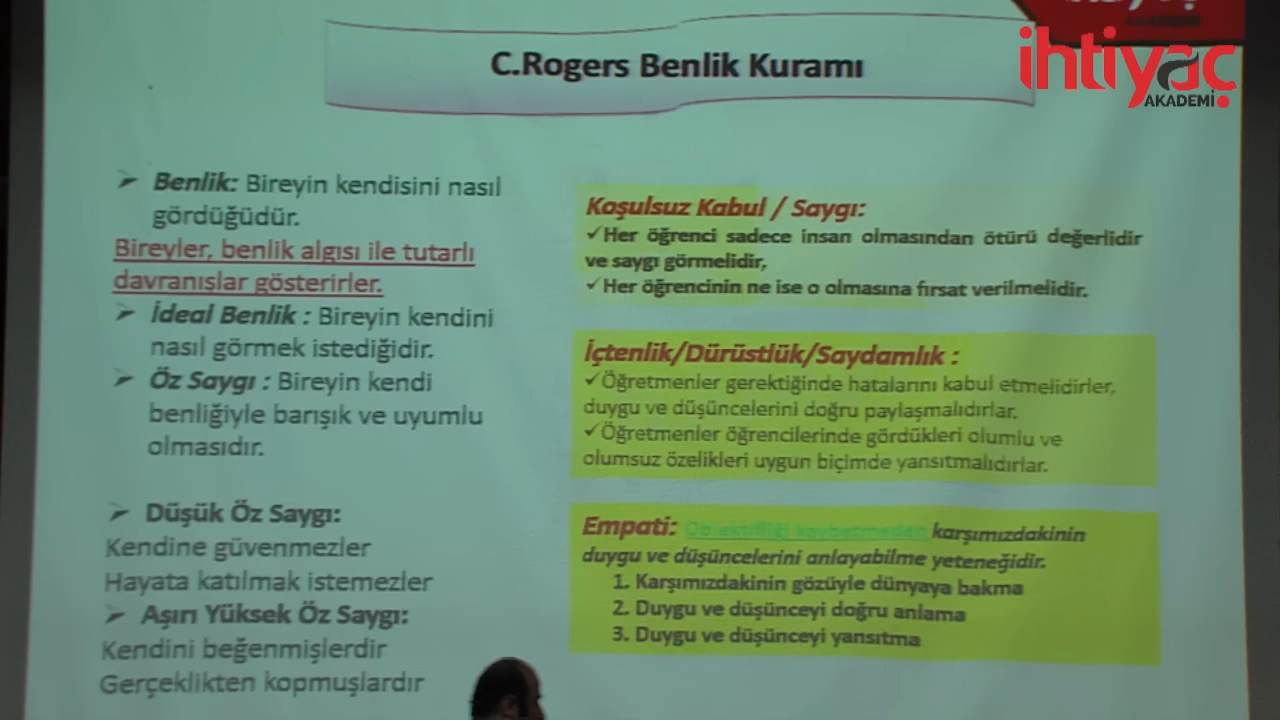 ihtiyaç
AKADEMİ
AKADEMİ
C.Rogers Benlik Kuramı
➢ Benlik: Bireyin kendisini nasıl
gördüğüdür.
Bireyler, benlik algısı ile tutarlı
davranışlar gösterirler.
➢ İdeal Benlik : Bireyin kendini
nasıl görmek istediğidir.
➢ Öz Saygı : Bireyin kendi
benliğiyle barışık ve uyumlu
olmasıdır.
➢ Düşük Öz Saygı:
Kendine güvenmezler
Hayata katılmak istemezler
➢ Aşırı Yüksek Öz Saygı:
Kendini beğenmişlerdir
Gerçeklikten kopmuşlardır
Koşulsuz Kabul / Saygı:
✓Her öğrenci sadece insan olmasından ötürü değerlidir
ve saygı görmelidir,
✓Her öğrencinin ne ise o olmasına fırsat verilmelidir.
İçtenlik/Dürüstlük/Saydamlık :
✓Öğretmenler gerektiğinde hatalarını kabul etmelidirler,
duygu ve düşüncelerini doğru paylaşmalıdırlar.
✓Öğretmenler öğrencilerinde gördükleri olumlu ve
olumsuz özelikleri uygun biçimde yansıtmalıdırlar.
Empati: Objektifliği kaybetmeden karşımızdakinin
duygu ve düşüncelerini anlayabilme yeteneğidir.
1. Karşımızdakinin gözüyle dünyaya bakma
2. Duygu ve düşünceyi doğru anlama
3. Duygu ve düşünceyi yansıtma